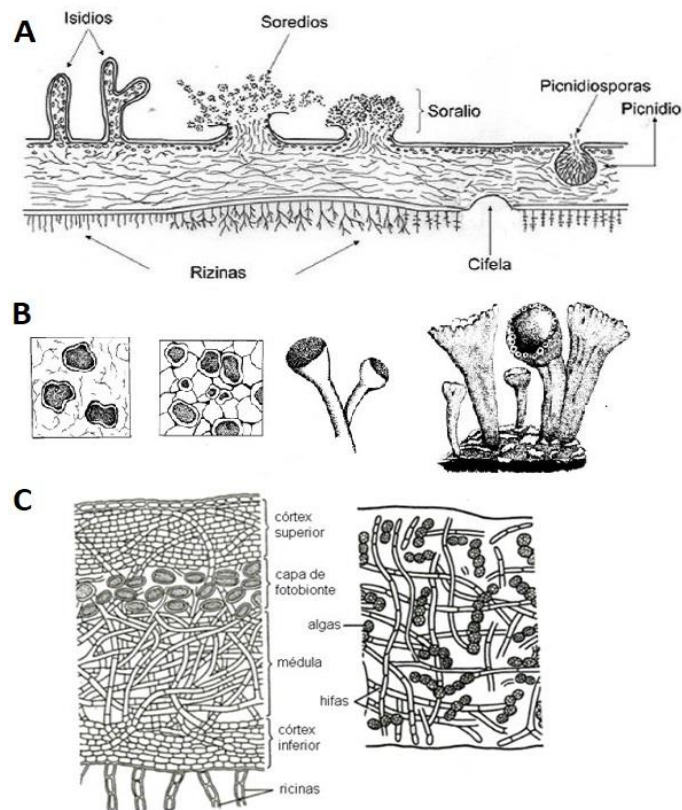 A
Isidios
Soredios
Soralio
Picnidiosporas
Picnidio
Rizinas
Cifela
B
C
córtex
superior
capa de
fotobionte
médula
córtex
inferior
ricinas
algas
hifas